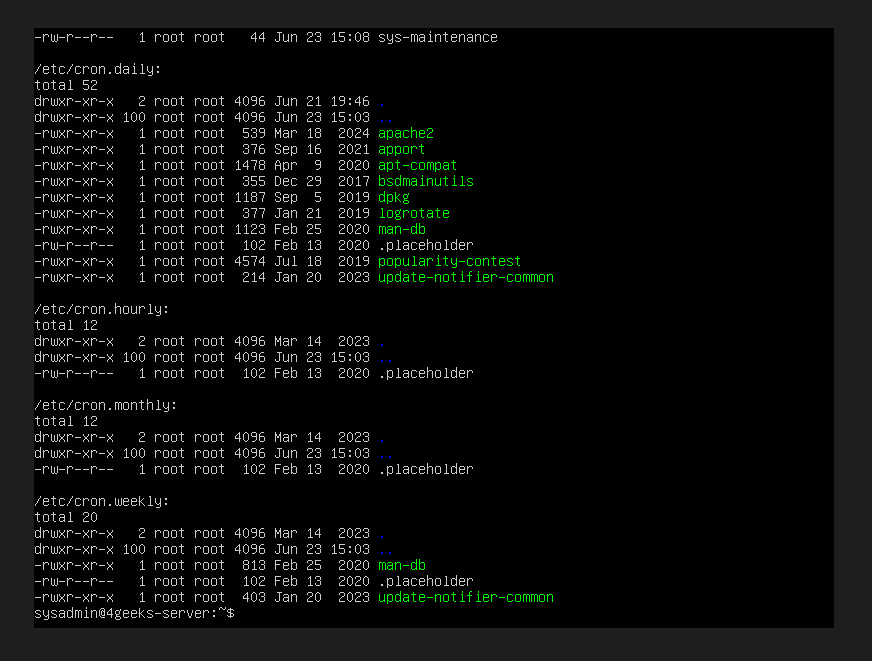 -rw-r--r--   1 root root   44 Jun 23 15:08 sys-maintenance

/etc/cron.daily:
total 52
drwxr-xr-x   2 root root 4096 Jun 21 19:46 .
drwxr-xr-x 100 root root 4096 Jun 23 15:03 ..
-rwxr-xr-x   1 root root  539 Mar 18  2024 apache2
-rwxr-xr-x   1 root root  376 Sep 16  2021 apport
-rwxr-xr-x   1 root root 1478 Apr  9  2020 apt-compat
-rwxr-xr-x   1 root root  355 Dec 29  2017 bsdmainutils
-rwxr-xr-x   1 root root 1187 Sep  5  2019 dpkg
-rwxr-xr-x   1 root root  377 Jan 21  2019 logrotate
-rwxr-xr-x   1 root root 1123 Feb 25  2020 man-db
-rw-r--r--   1 root root  102 Feb 13  2020 .placeholder
-rwxr-xr-x   1 root root 4574 Jul 18  2019 popularity-contest
-rwxr-xr-x   1 root root  214 Jan 20  2023 update-notifier-common

/etc/cron.hourly:
total 12
drwxr-xr-x   2 root root 4096 Mar 14  2023 .
drwxr-xr-x 100 root root 4096 Jun 23 15:03 ..
-rw-r--r--   1 root root  102 Feb 13  2020 .placeholder

/etc/cron.monthly:
total 12
drwxr-xr-x   2 root root 4096 Mar 14  2023 .
drwxr-xr-x 100 root root 4096 Jun 23 15:03 ..
-rw-r--r--   1 root root  102 Feb 13  2020 .placeholder

/etc/cron.weekly:
total 20
drwxr-xr-x   2 root root 4096 Mar 14  2023 .
drwxr-xr-x 100 root root 4096 Jun 23 15:03 ..
-rwxr-xr-x   1 root root  813 Feb 25  2020 man-db
-rw-r--r--   1 root root  102 Feb 13  2020 .placeholder
-rwxr-xr-x   1 root root  403 Jan 20  2023 update-notifier-common
sysadmin@4geeks-server:~$